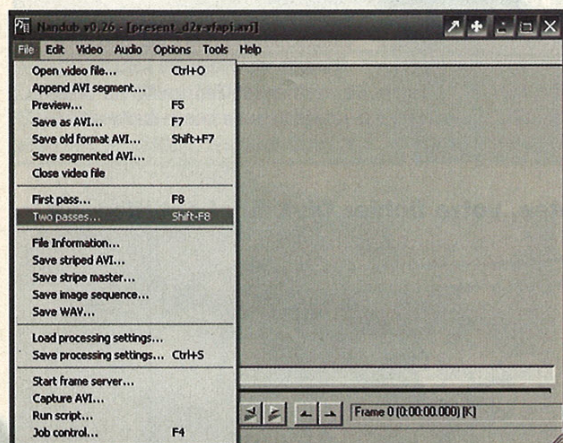 Nandub v0.26 - [present_d2v-vfapi.avi]
File Edit Video Audio Options Tools Help
Open video file... Ctrl+O
Append AVI segment...
Preview... F5
Save as AVI... F7
Save old format AVI... Shift+F7
Save segmented AVI...
Close video file
First pass... F8
Two passes... Shift-F8
File Information...
Save striped AVI...
Save stripe master...
Save image sequence...
Save WAV...
Load processing settings...
Save processing settings... Ctrl+S
Start frame server...
Capture AVI...
Run script...
Job control... F4
Frame 0 (0:00:00.000) [K]